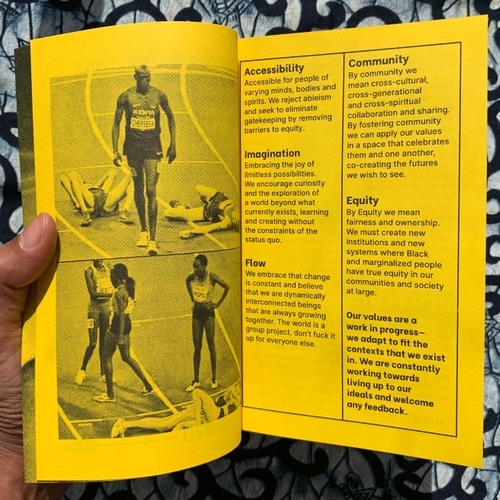 KENYA
CHEPSEBA
Accessibility
Accessible for people of
varying minds, bodies and
spirits. We reject ableism
and seek to eliminate
gatekeeping by removing
barriers to equity.
Imagination
Embracing the joy of
limitless possibilities.
We encourage curiosity
and the exploration of
a world beyond what
currently exists, learning
and creating without
the constraints of the
status quo.
Flow
We embrace that change
is constant and believe
that we are dynamically
interconnected beings
that are always growing
together. The world is a
group project, don't fuck it
up for everyone else.
Community
By community we
mean cross-cultural,
cross-generational
and cross-spiritual
collaboration and sharing.
By fostering community
we can apply our values
in a space that celebrates
them and one another,
co-creating the futures
we wish to see.
Equity
By Equity we mean
fairness and ownership.
We must create new
institutions and new
systems where Black
and marginalized people
have true equity in our
communities and society
at large.
Our values are a
work in progress—
we adapt to fit the
contexts that we exist
in. We are constantly
working towards
living up to our
ideals and welcome
any feedback.